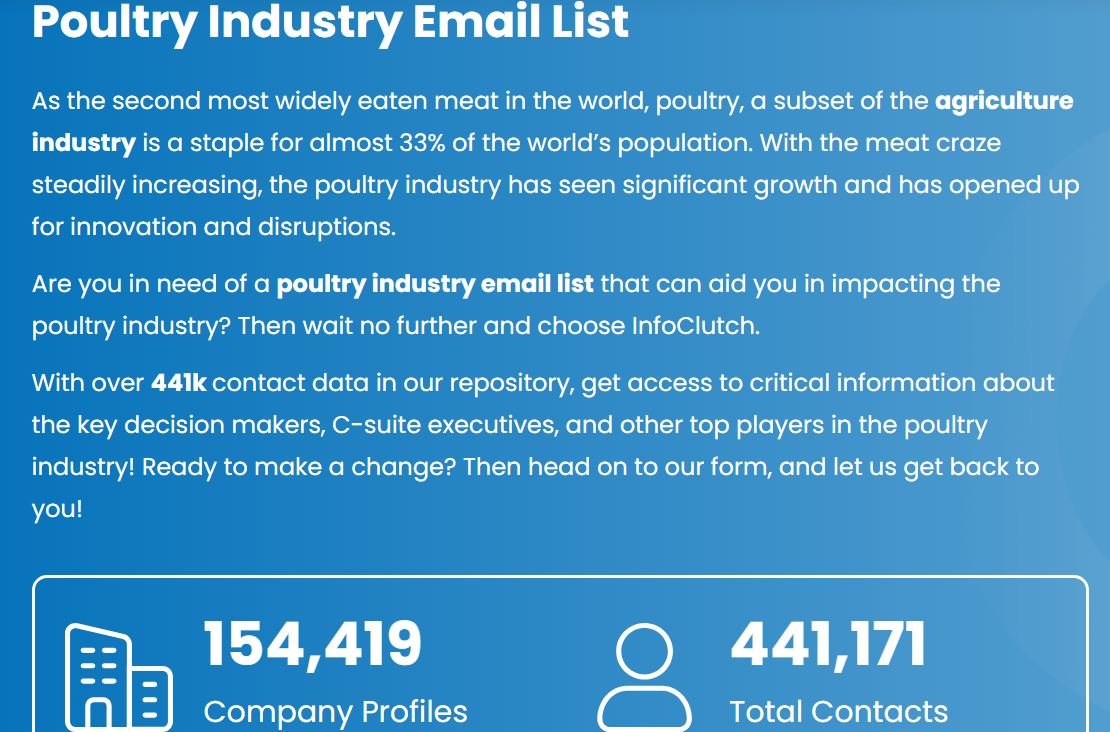 Poultry Industry Email List
As the second most widely eaten meat in the world, poultry, a subset of the agriculture
industry is a staple for almost 33% of the world’s population. With the meat craze
steadily increasing, the poultry industry has seen significant growth and has opened up
for innovation and disruptions.
Are you in need of a poultry industry email list that can aid you in impacting the
poultry industry? Then wait no further and choose InfoClutch.
With over 441k contact data in our repository, get access to critical information about
the key decision makers, C-suite executives, and other top players in the poultry
industry! Ready to make a change? Then head on to our form, and let us get back to
you!
154,419
Company Profiles
441,171
Total Contacts